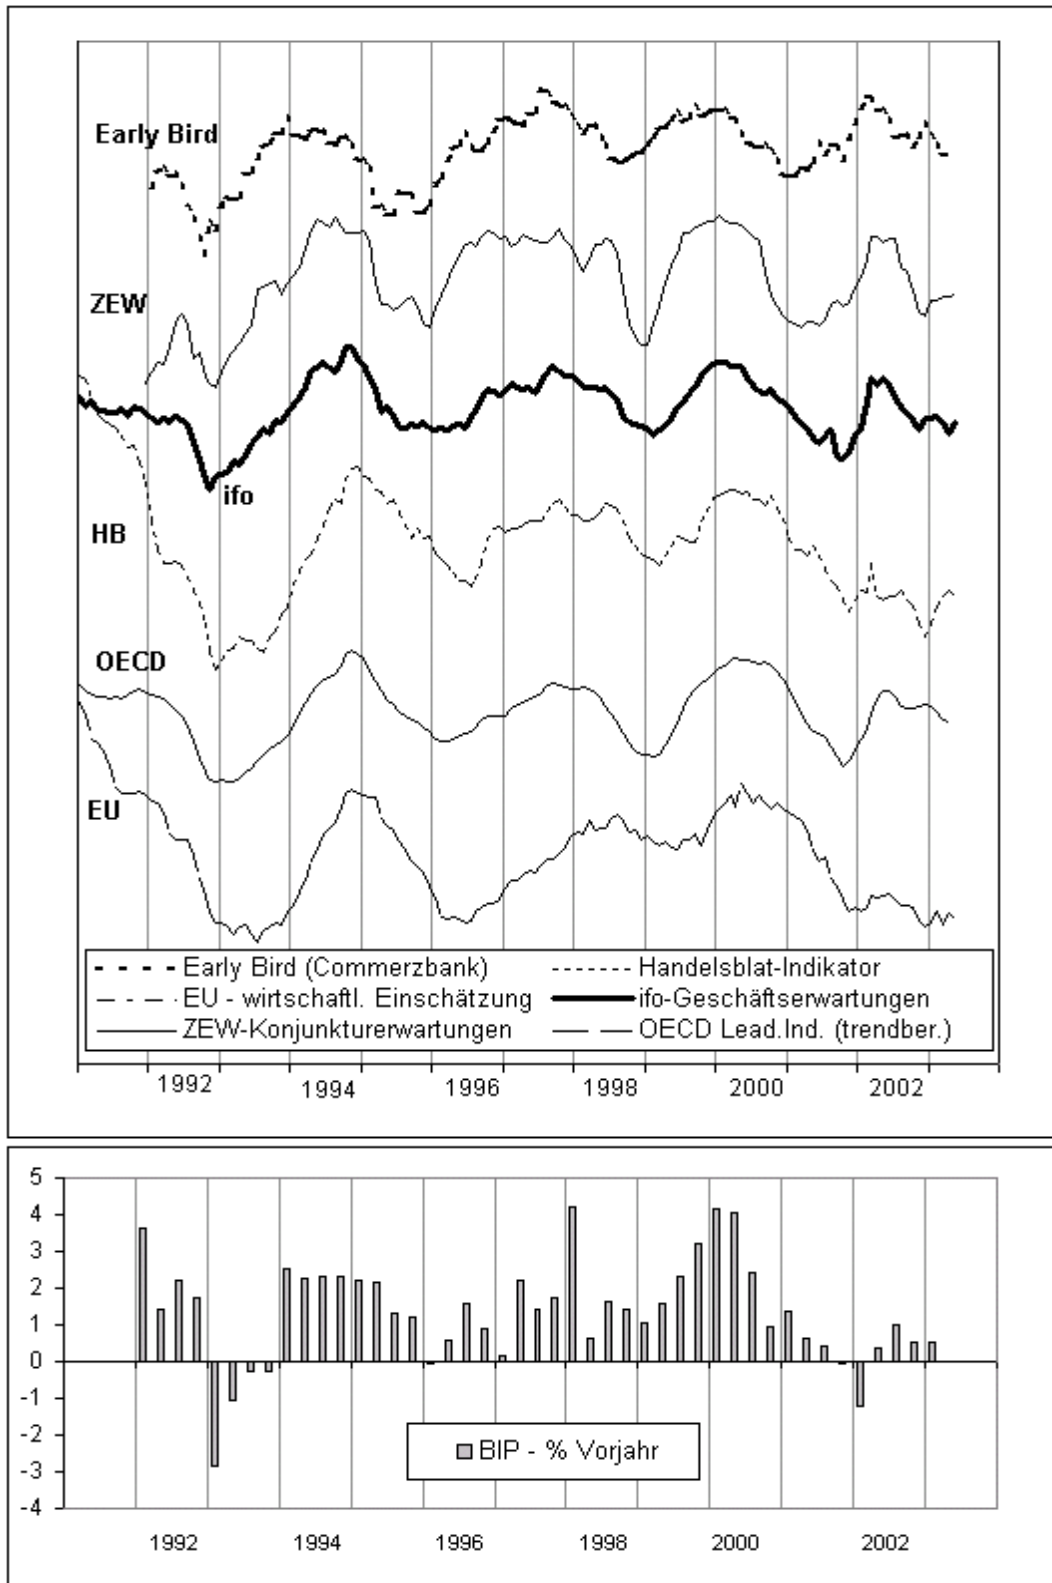 Early Bird
ZEW
ifo
HB
OECD
EU
Early Bird (Commerzbank)
Handelsblat-Indikator
EU - wirtschaftl. Einschätzung
ifo-Geschäftserwartungen
ZEW-Konjunkturerwartungen
OECD Lead.Ind. (trendber.)
1992 1994 1996 1998 2000 2002
5
4
3
2
1
0
-1
-2
-3
-4
BIP - % Vorjahr
1992 1994 1996 1998 2000 2002